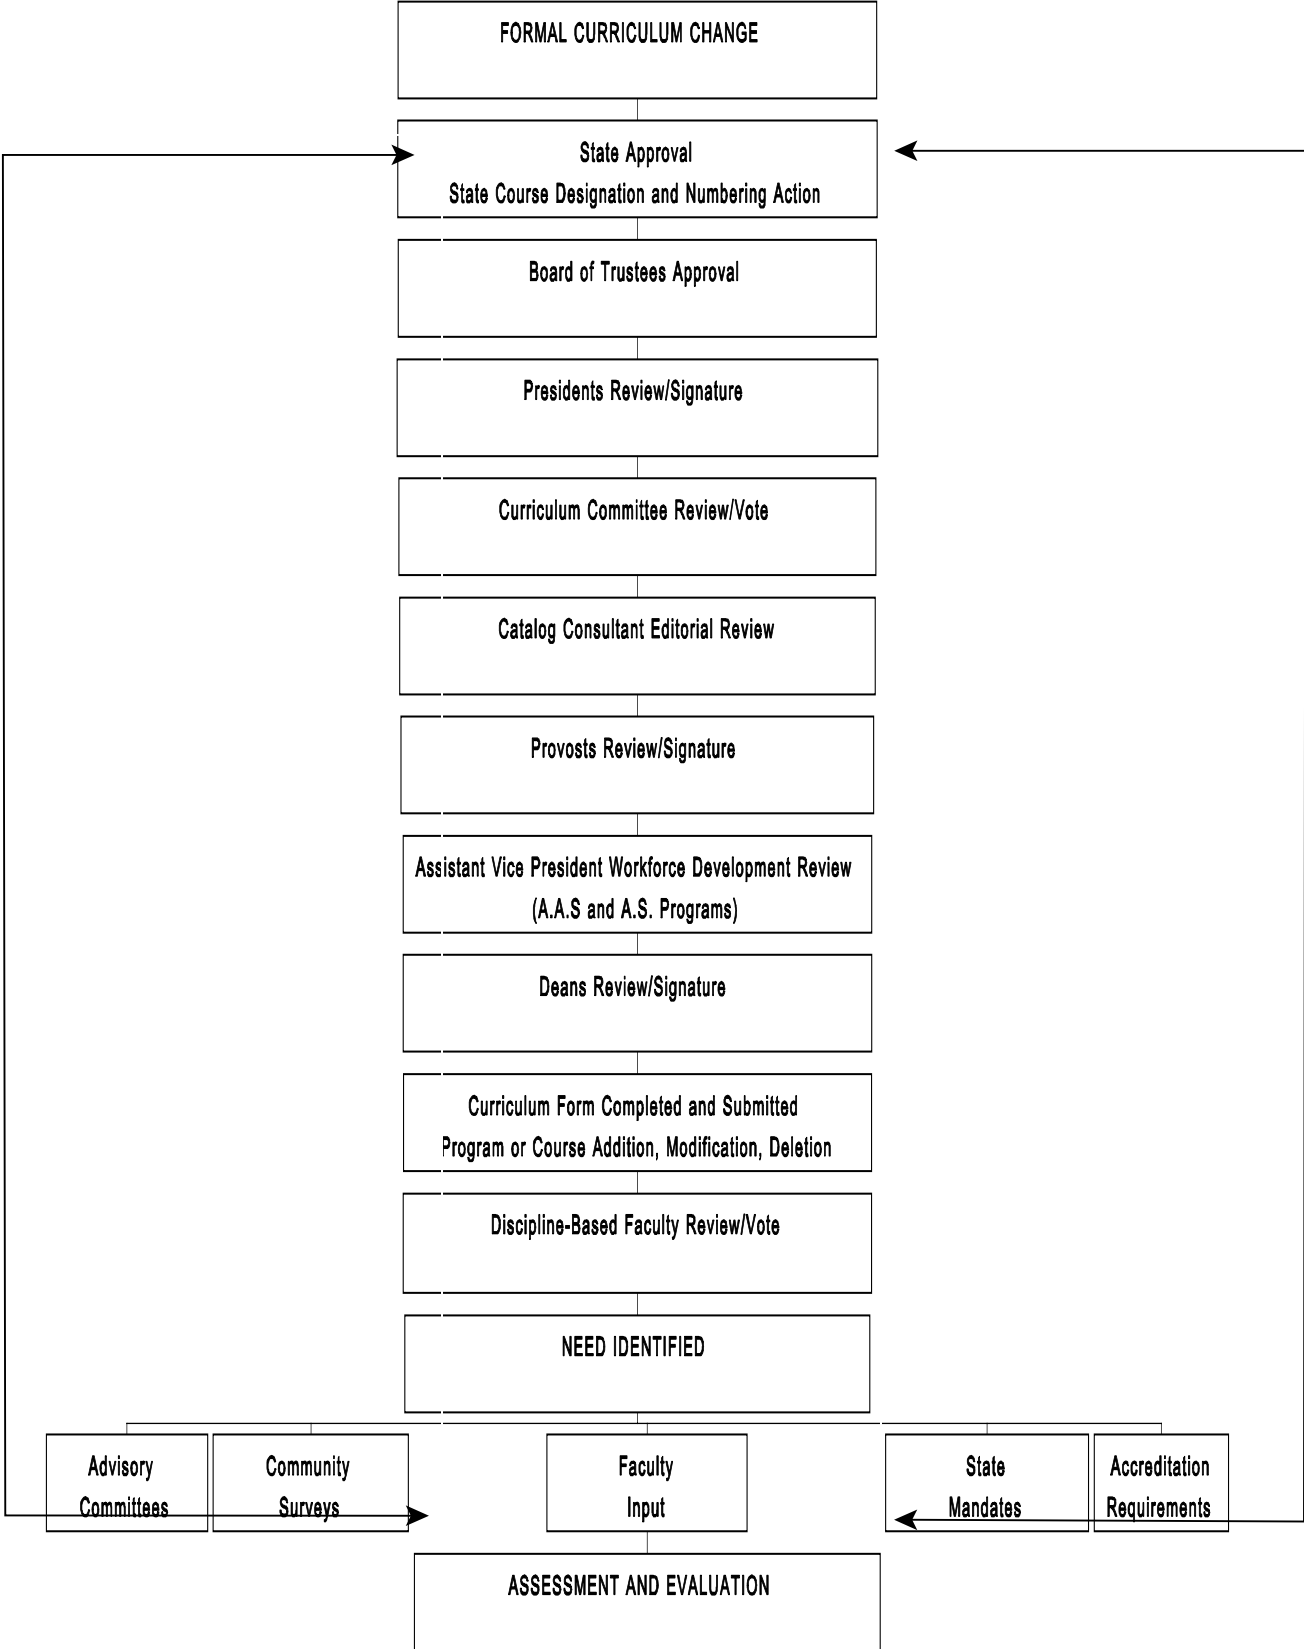 FORMAL CURRICULUM CHANGE
State Approval
State Course Designation and Numbering Action
Board of Trustees Approval
Presidents Review/Signature
Curriculum Committee Review/Vote
Catalog Consultant Editorial Review
Provosts Review/Signature
Assistant Vice President Workforce Development Review
(A.A.S and A.S. Programs)
Deans Review/Signature
Curriculum Form Completed and Submitted
Program or Course Addition, Modification, Deletion
Discipline-Based Faculty Review/Vote
NEED IDENTIFIED
Advisory
Committees
Community
Surveys
Faculty
Input
State
Mandates
Accreditation
Requirements
ASSESSMENT AND EVALUATION